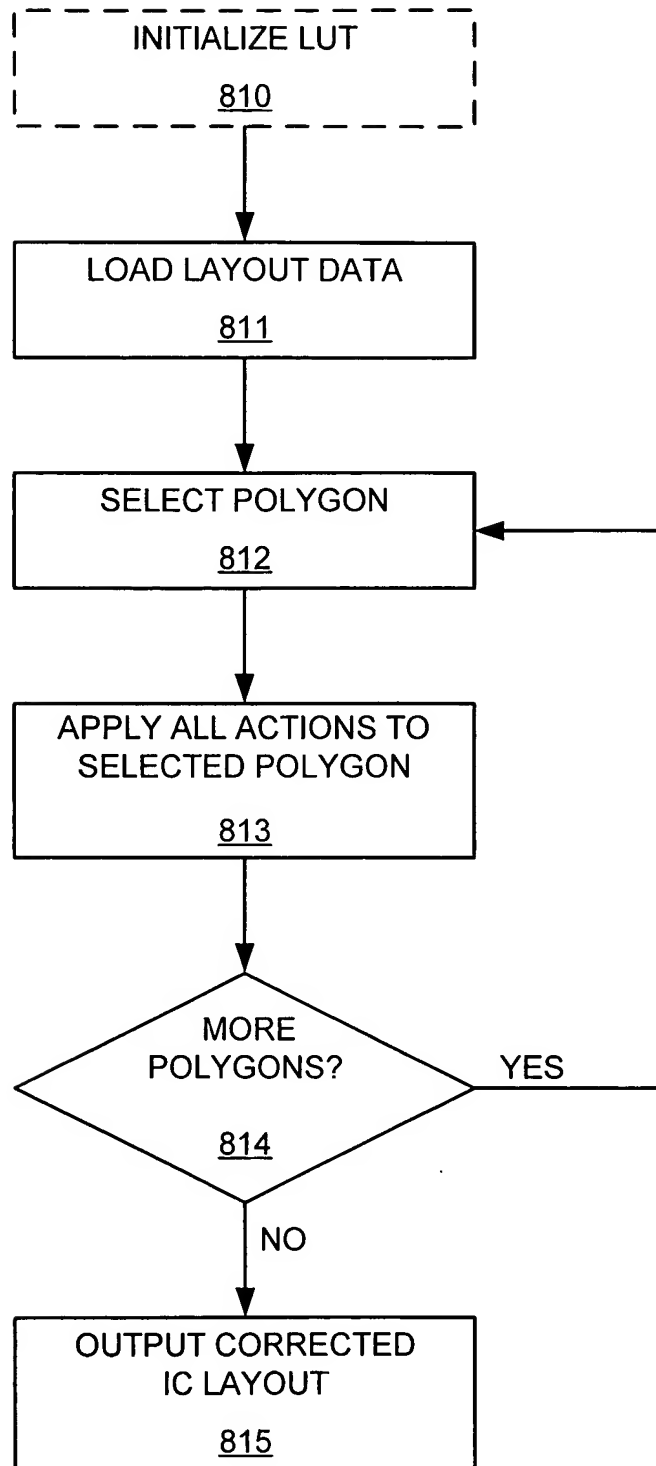 INITIALIZE LUT
810
LOAD LAYOUT DATA
811
SELECT POLYGON
812
APPLY ALL ACTIONS TO
SELECTED POLYGON
813
MORE
POLYGONS?
814
YES
NO
OUTPUT CORRECTED
IC LAYOUT
815